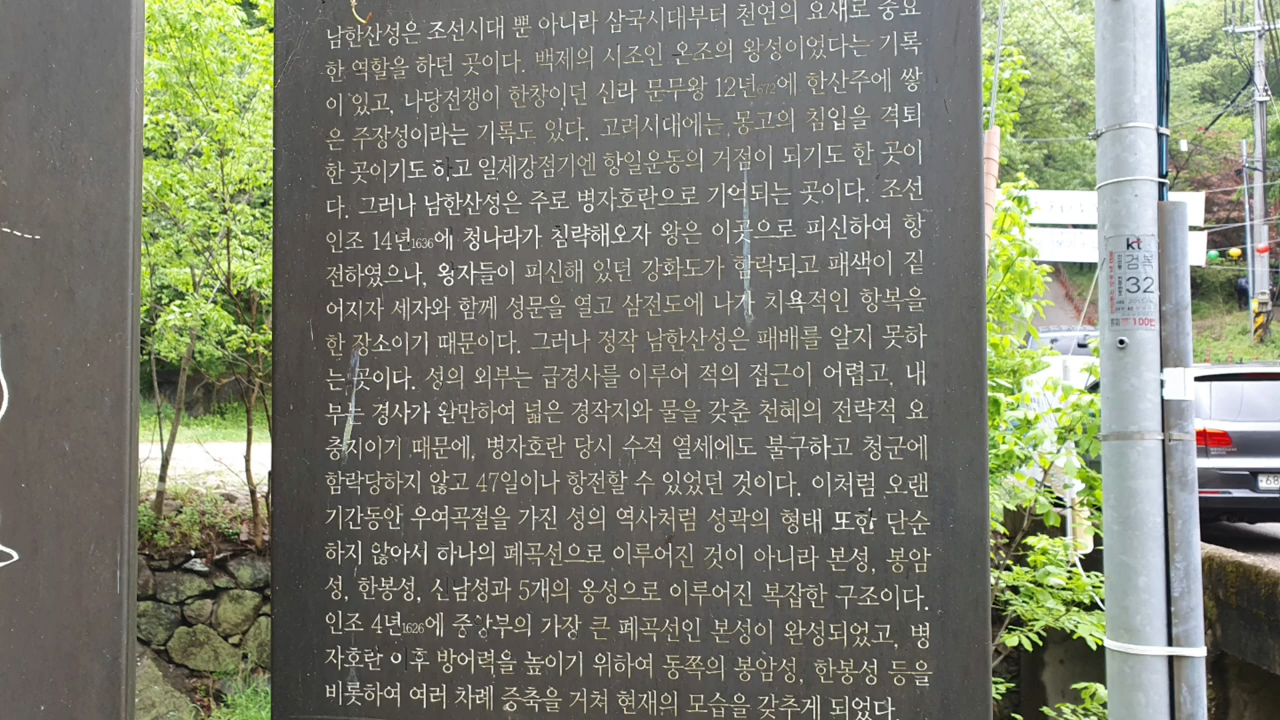 남한산성은 조선시대 뿐 아니라 삼국시대부터 천연의 요새로 중요
한 역할을 하던 곳이다. 백제의 시조인 온조의 왕성이었다는 기록
이 있고, 나당전쟁이 한창이던 신라 문무왕 12년672에 한산주에 쌓
은 주장성이라는 기록도 있다. 고려시대에는 몽고의 침입을 격퇴
한 곳이기도 하고 일제강점기엔 항일운동의 거점이 되기도 한 곳이
다. 그러나 남한산성은 주로 병자호란으로 기억되는 곳이다. 조선
인조 14년1636에 청나라가 침략해오자 왕은 이곳으로 피신하여 항
전하였으나, 왕자들이 피신해 있던 강화도가 함락되고 패색이 짙
어지자 세자와 함께 성문을 열고 삼전도에 나가 치욕적인 항복을
한 장소이기 때문이다. 그러나 정작 남한산성은 패배를 알지 못하
는 곳이다. 성의 외부는 급경사를 이루어 적의 접근이 어렵고, 내
부는 경사가 완만하여 넓은 경작지와 물을 갖춘 천혜의 전략적 요
충지이기 때문에, 병자호란 당시 수적 열세에도 불구하고 청군에
함락당하지 않고 47일이나 항전할 수 있었던 것이다. 이처럼 오랜
기간동안 우여곡절을 가진 성의 역사처럼 성곽의 형태 또한 단순
하지 않아서 하나의 폐곡선으로 이루어진 것이 아니라 본성, 봉암
성, 한봉성, 신남성과 5개의 옹성으로 이루어진 복잡한 구조이다.
인조 4년1626에 중앙부의 가장 큰 폐곡선인 본성이 완성되었고, 병
자호란 이후 방어력을 높이기 위하여 동쪽의 봉암성, 한봉성 등을
비롯하여 여러 차례 증축을 거쳐 현재의 모습을 갖추게 되었다.
kt
검복
32
100번